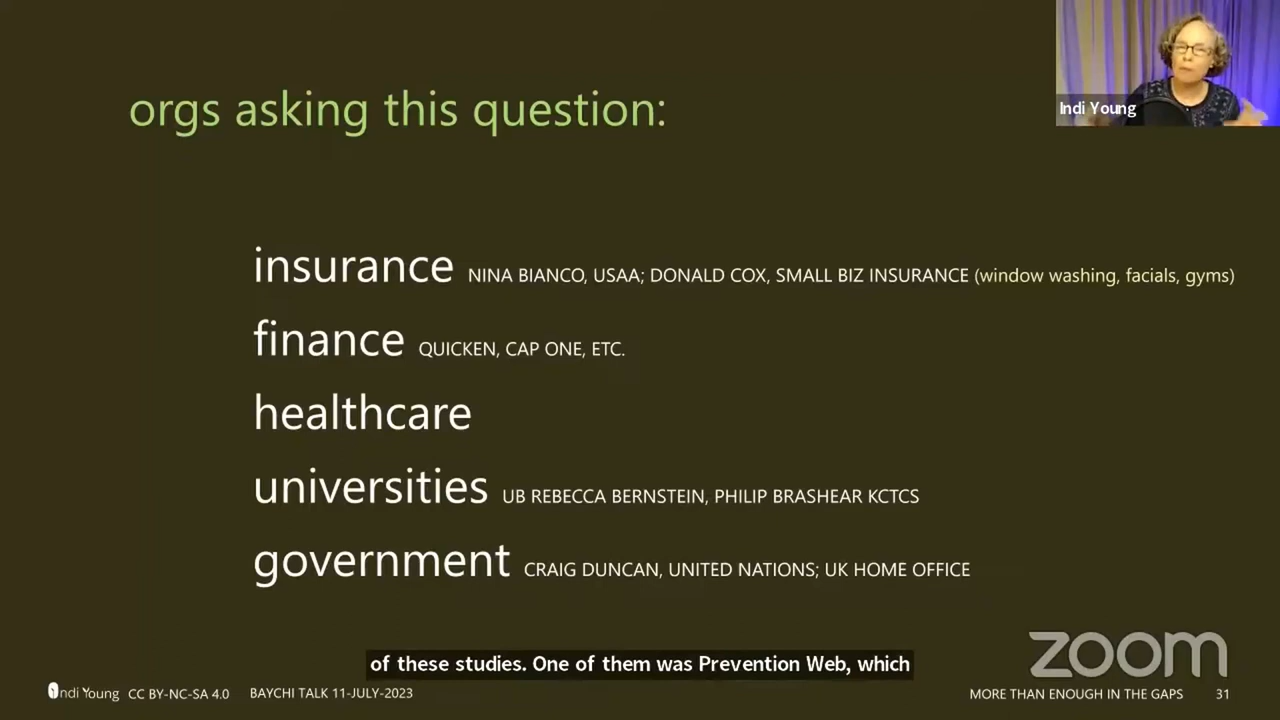 orgs asking this question:
Indi Young
insurance NINA BIANCO, USAA; DONALD COX, SMALL BIZ INSURANCE (window washing, facials, gyms)
finance QUICKEN, CAP ONE, ETC.
healthcare
universities UB REBECCA BERNSTEIN, PHILIP BRASHEAR KCTCS
government CRAIG DUNCAN, UNITED NATIONS; UK HOME OFFICE
zoom
of these studies. One of them was Prevention Web, which
indi Young CC BY-NC-SA 4.0 BAYCHI TALK 11-JULY-2023 MORE THAN ENOUGH IN THE GAPS 31